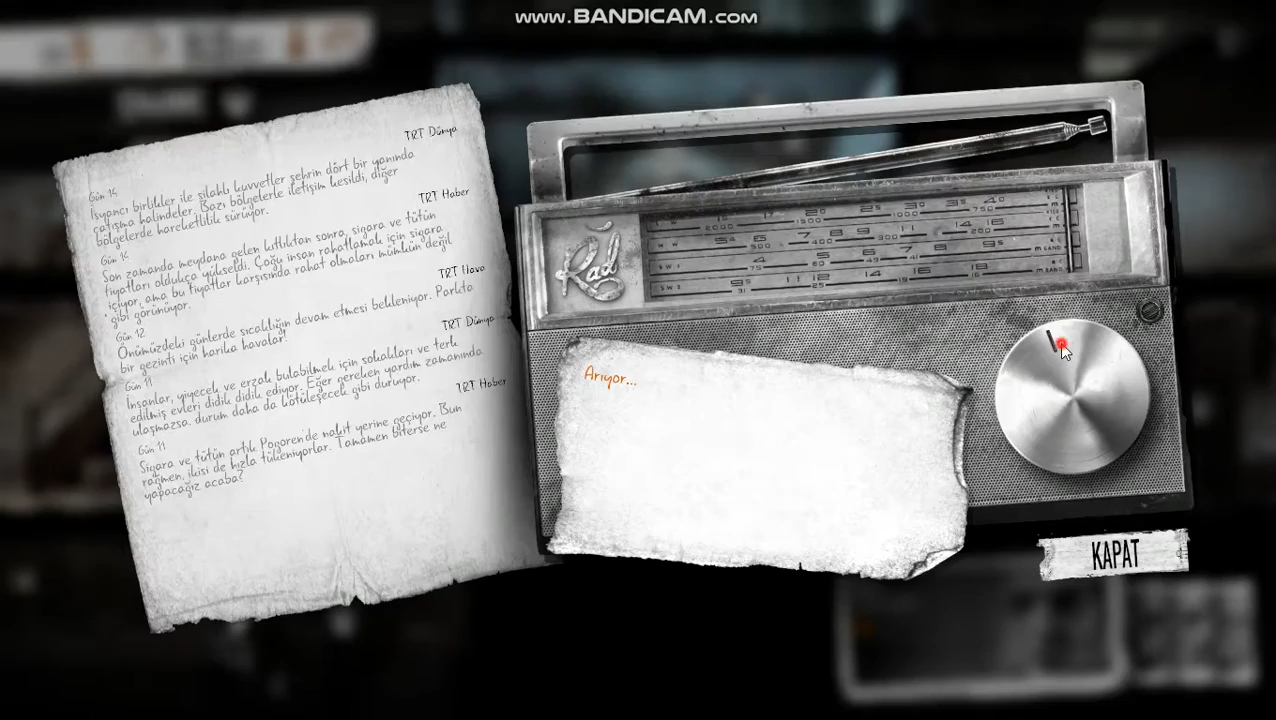 www.BANDICAM.com
TRT Dünya
Gün 14
İsyancı birlikler ile silahlı kuvvetler şehrin dört bir yanında
çatışma halindeler. Bazı bölgelerle iletişim kesildi, diğer
bölgelerde hareketlilik sürüyor.
TRT Haber
Gün 14
Son zamanda meydana gelen kıtlıktan sonra, sigara ve tütün
fiyatları oldukça yükseldi. Çoğu insan rahatlamak için sigara
içiyor, ama bu fiyatlar karşısında rahat olmaları mümkün değil
gibi görünüyor.
TRT Hava
Gün 12
Önümüzdeki günlerde sıcaklığın devam etmesi bekleniyor. Parkta
bir gezinti için harika havalar!
TRT Dünya
Gün 11
İnsanlar, yiyecek ve erzak bulabilmek için sokakları ve terk
edilmiş evleri didik didik ediyor. Eğer gereken yardım zamanında
ulaşmazsa, durum daha da kötüleşecek gibi duruyor.
TRT Haber
Gün 11
Sigara ve tütün artık Pogoren'de nakit yerine geçiyor. Bun
rağmen, ikisi de hızla tükeniyorlar. Tamamen biterse ne
yapacağız acaba?
Rad
Arıyor...
KAPAT